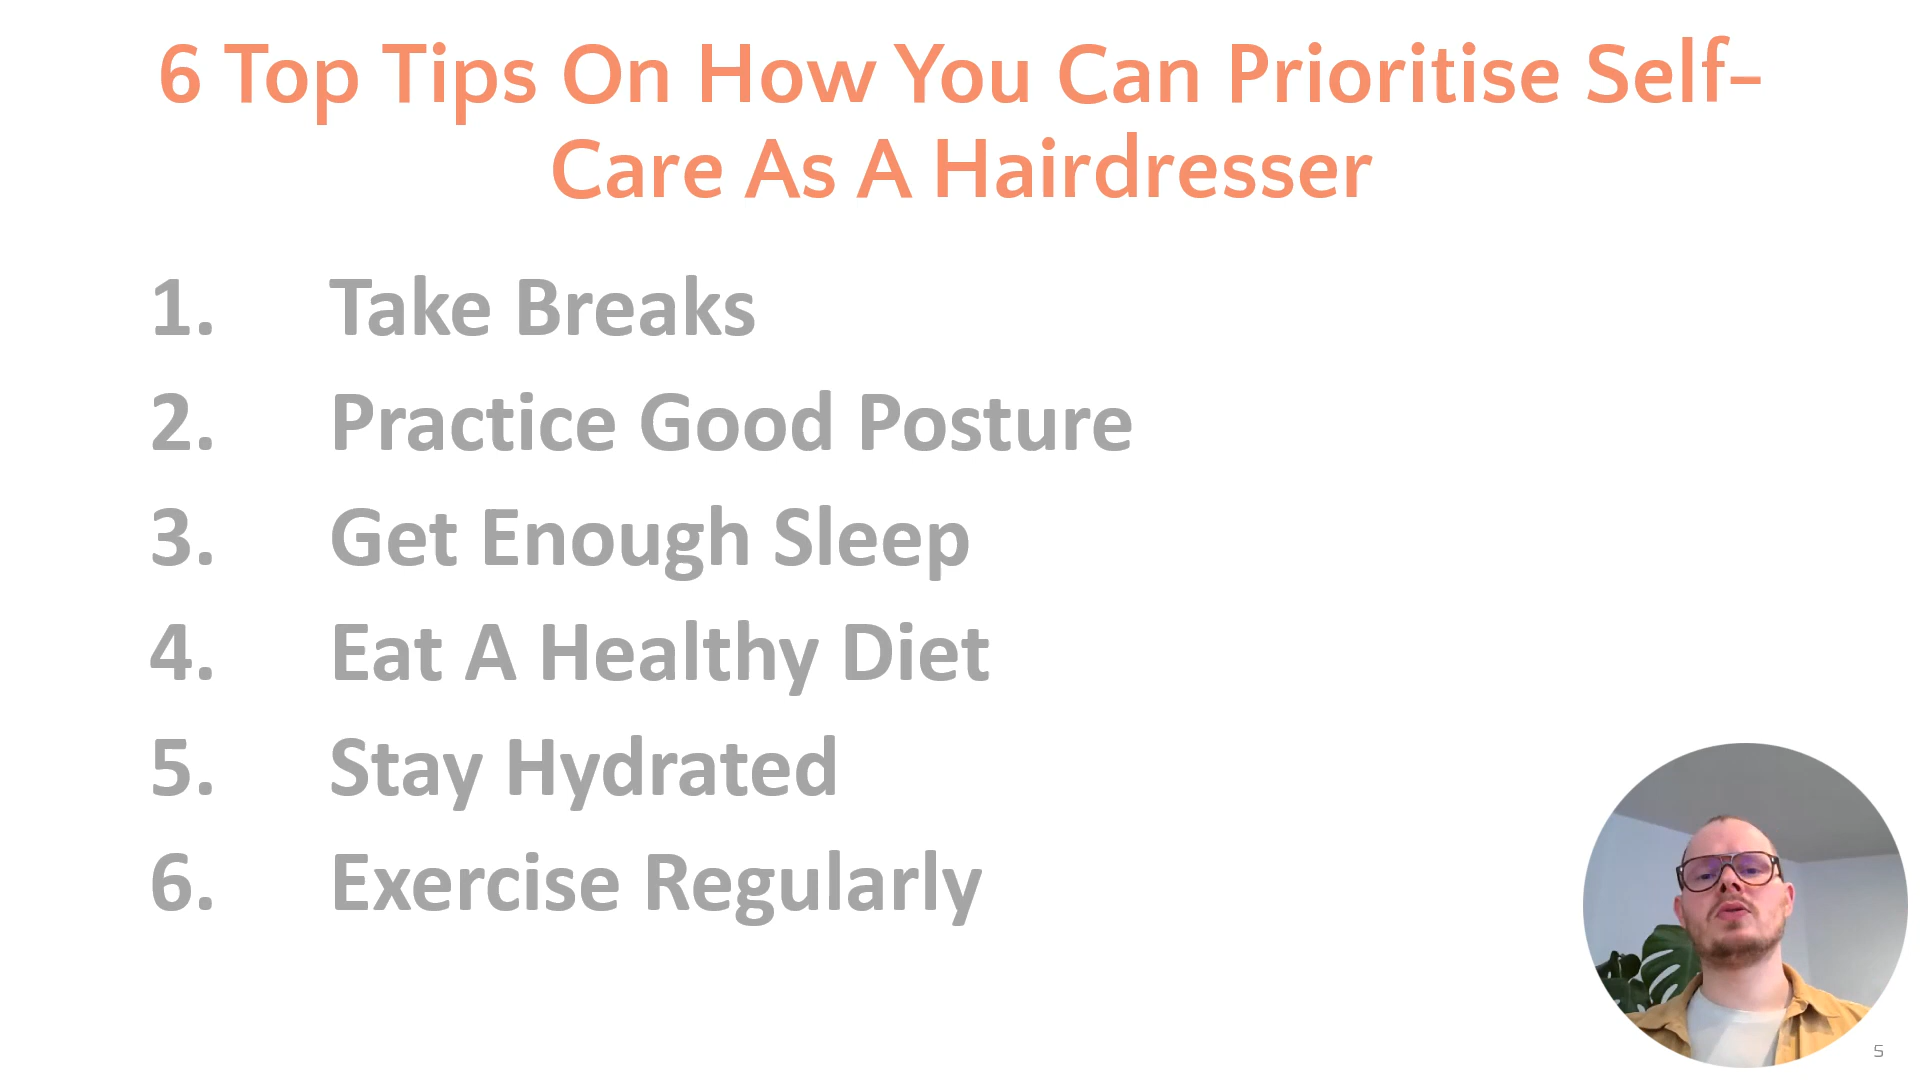 6 Top Tips On How You Can Prioritise Self-
Care As A Hairdresser
1. Take Breaks
2. Practice Good Posture
3. Get Enough Sleep
4. Eat A Healthy Diet
5. Stay Hydrated
6. Exercise Regularly
5